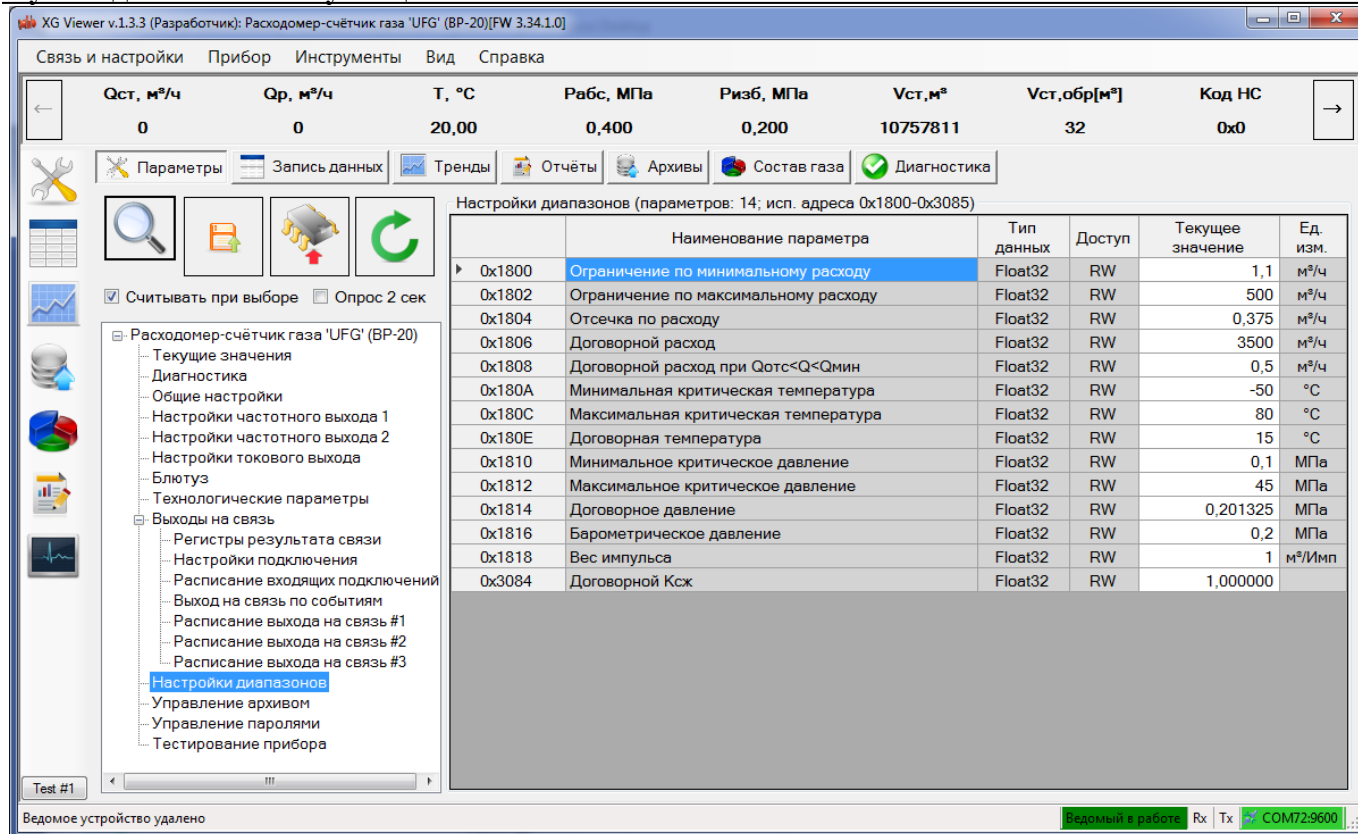 XG Viewer v.1.3.3 (Разработчик): Расходомер-счётчик газа 'UFG' (ВР-20)[FW 3.34.1.0]
Связь и настройки Прибор Инструменты Вид Справка
Qст, м³/ч Qр, м³/ч T, °C Рабс, МПа Ризб, МПа Vст,м³ Vст,обр[м³] Код НС
0 0 20,00 0,400 0,200 10757811 32 0x0
Параметры Запись данных Тренды Отчёты Архивы Состав газа Диагностика
Считывать при выборе Опрос 2 сек
Расходомер-счётчик газа 'UFG' (ВР-20)
Текущие значения
Диагностика
Общие настройки
Настройки частотного выхода 1
Настройки частотного выхода 2
Настройки токового выхода
Блютуз
Технологические параметры
Выходы на связь
Регистры результата связи
Настройки подключения
Расписание входящих подключений
Выход на связь по событиям
Расписание выхода на связь #1
Расписание выхода на связь #2
Расписание выхода на связь #3
Настройки диапазонов
Управление архивом
Управление паролями
Тестирование прибора
Настройки диапазонов (параметров: 14; исп. адреса 0x1800-0x3085)
Наименование параметра Тип данных Доступ Текущее значение Ед. изм.
0x1800 Ограничение по минимальному расходу Float32 RW 1,1 м³/ч
0x1802 Ограничение по максимальному расходу Float32 RW 500 м³/ч
0x1804 Отсечка по расходу Float32 RW 0,375 м³/ч
0x1806 Договорной расход Float32 RW 3500 м³/ч
0x1808 Договорной расход при Qотс<Q<Qмин Float32 RW 0,5 м³/ч
0x180A Минимальная критическая температура Float32 RW -50 °C
0x180C Максимальная критическая температура Float32 RW 80 °C
0x180E Договорная температура Float32 RW 15 °C
0x1810 Минимальное критическое давление Float32 RW 0,1 МПа
0x1812 Максимальное критическое давление Float32 RW 45 МПа
0x1814 Договорное давление Float32 RW 0,201325 МПа
0x1816 Барометрическое давление Float32 RW 0,2 МПа
0x1818 Вес импульса Float32 RW 1 м³/Имп
0x3084 Договорной Ксж Float32 RW 1,000000
Test #1
Ведомое устройство удалено Ведомый в работе Rx Tx COM72:9600